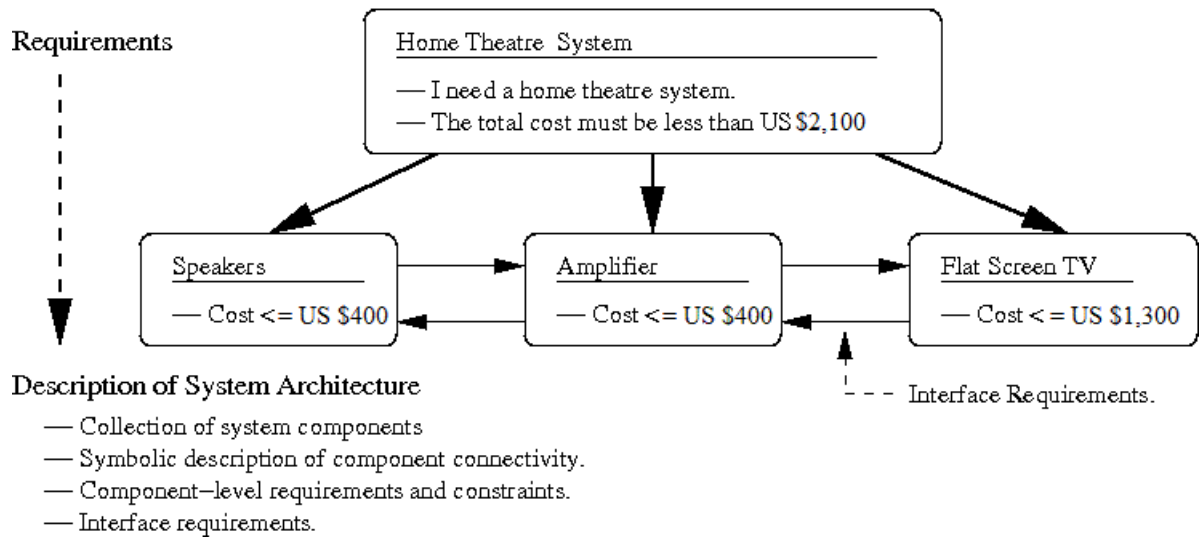 Requirements
Home Theatre System
— I need a home theatre system.
— The total cost must be less than US $2,100
Speakers
— Cost <= US $400
Amplifier
— Cost <= US $400
Flat Screen TV
— Cost <= US $1,300
Interface Requirements.
Description of System Architecture
— Collection of system components
— Symbolic description of component connectivity.
— Component–level requirements and constraints.
— Interface requirements.